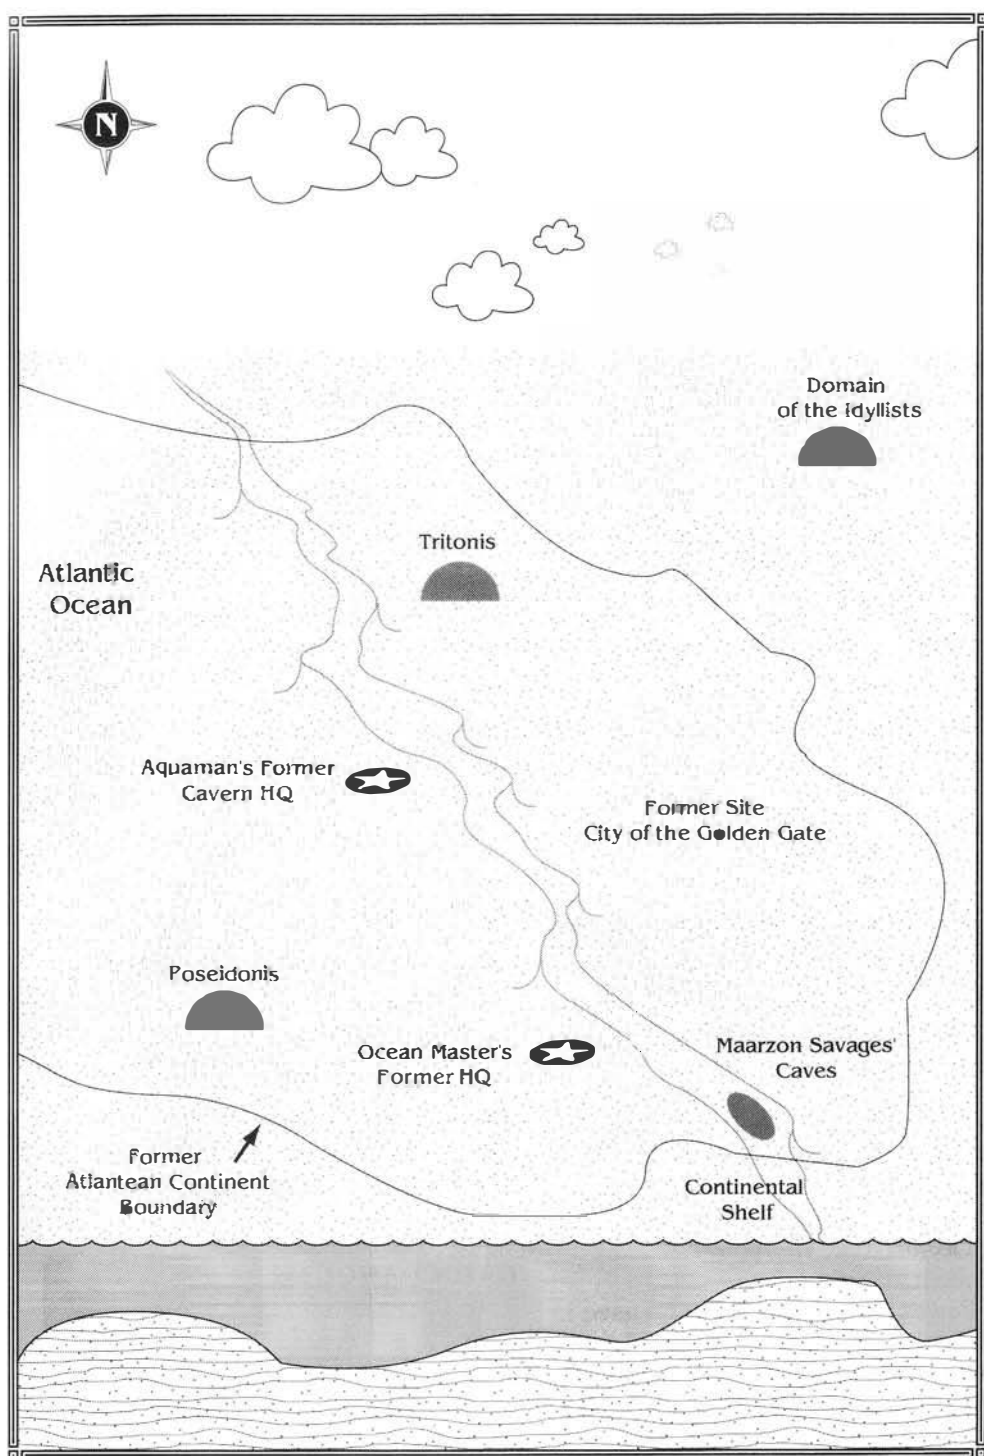 N
Domain
of the Idyllists
Tritonis
Atlantic
Ocean
Aquaman's Former
Cavern HQ
Former Site
City of the Golden Gate
Poseidonis
Ocean Master's
Former HQ
Maarzon Savages'
Caves
Former
Atlantean Continent
Boundary
Continental
Shelf